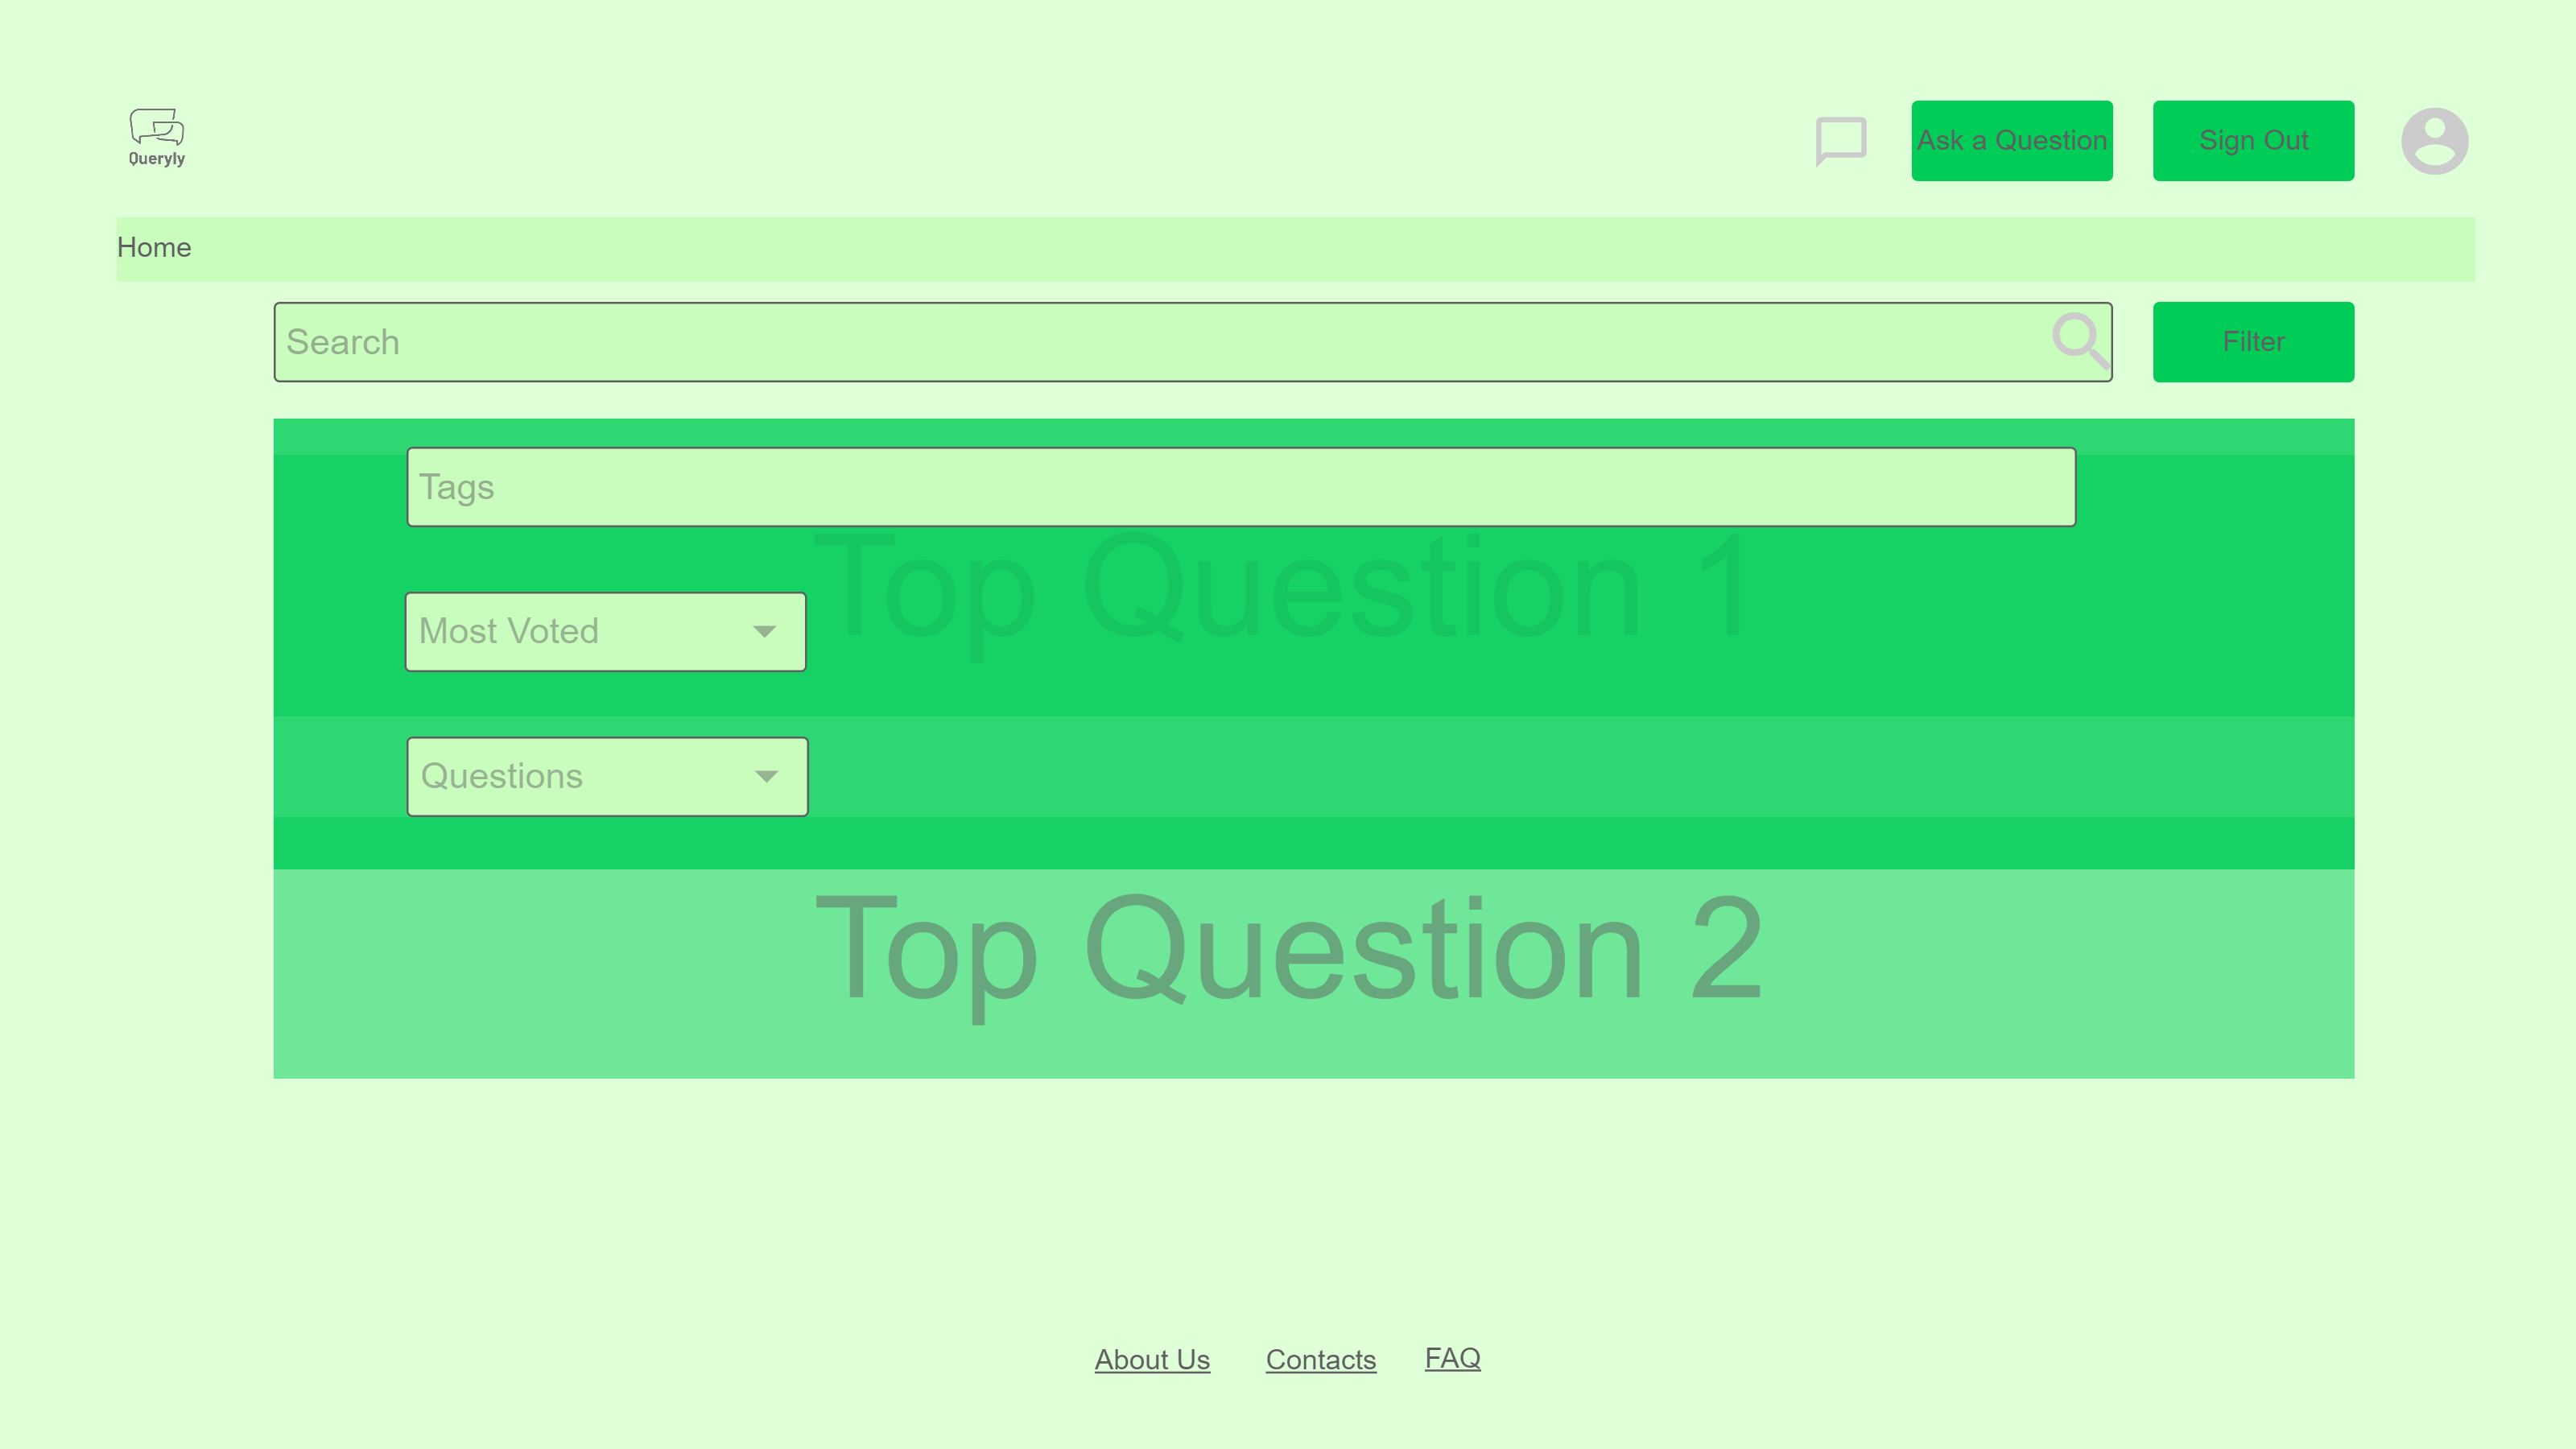 Queryly
Ask a Question
Sign Out
Home
Search
Filter
Tags
Top Question 1
Most Voted
Questions
Top Question 2
About Us
Contacts
FAQ